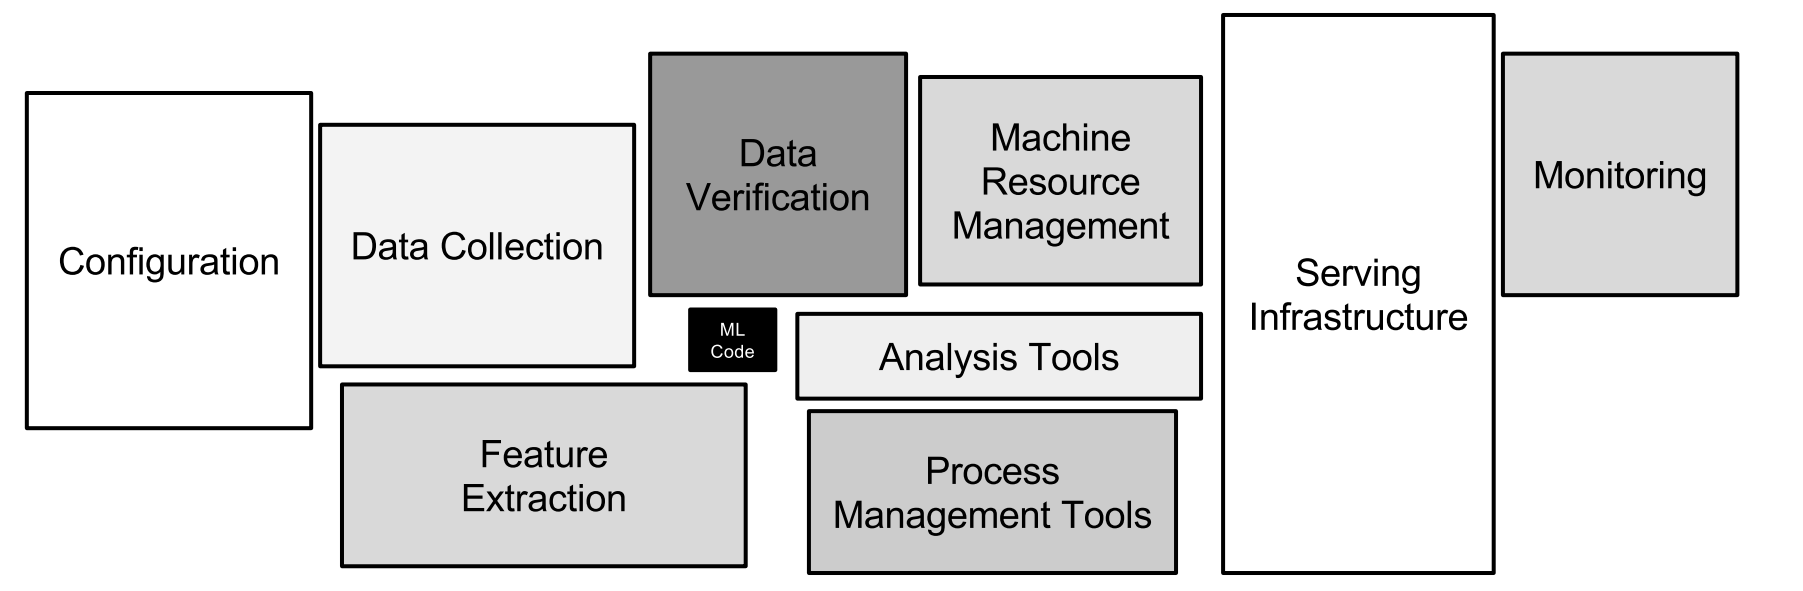 Configuration
Data Collection
Data
Verification
Machine
Resource
Management
Serving
Infrastructure
Monitoring
ML
Code
Analysis Tools
Feature
Extraction
Process
Management Tools